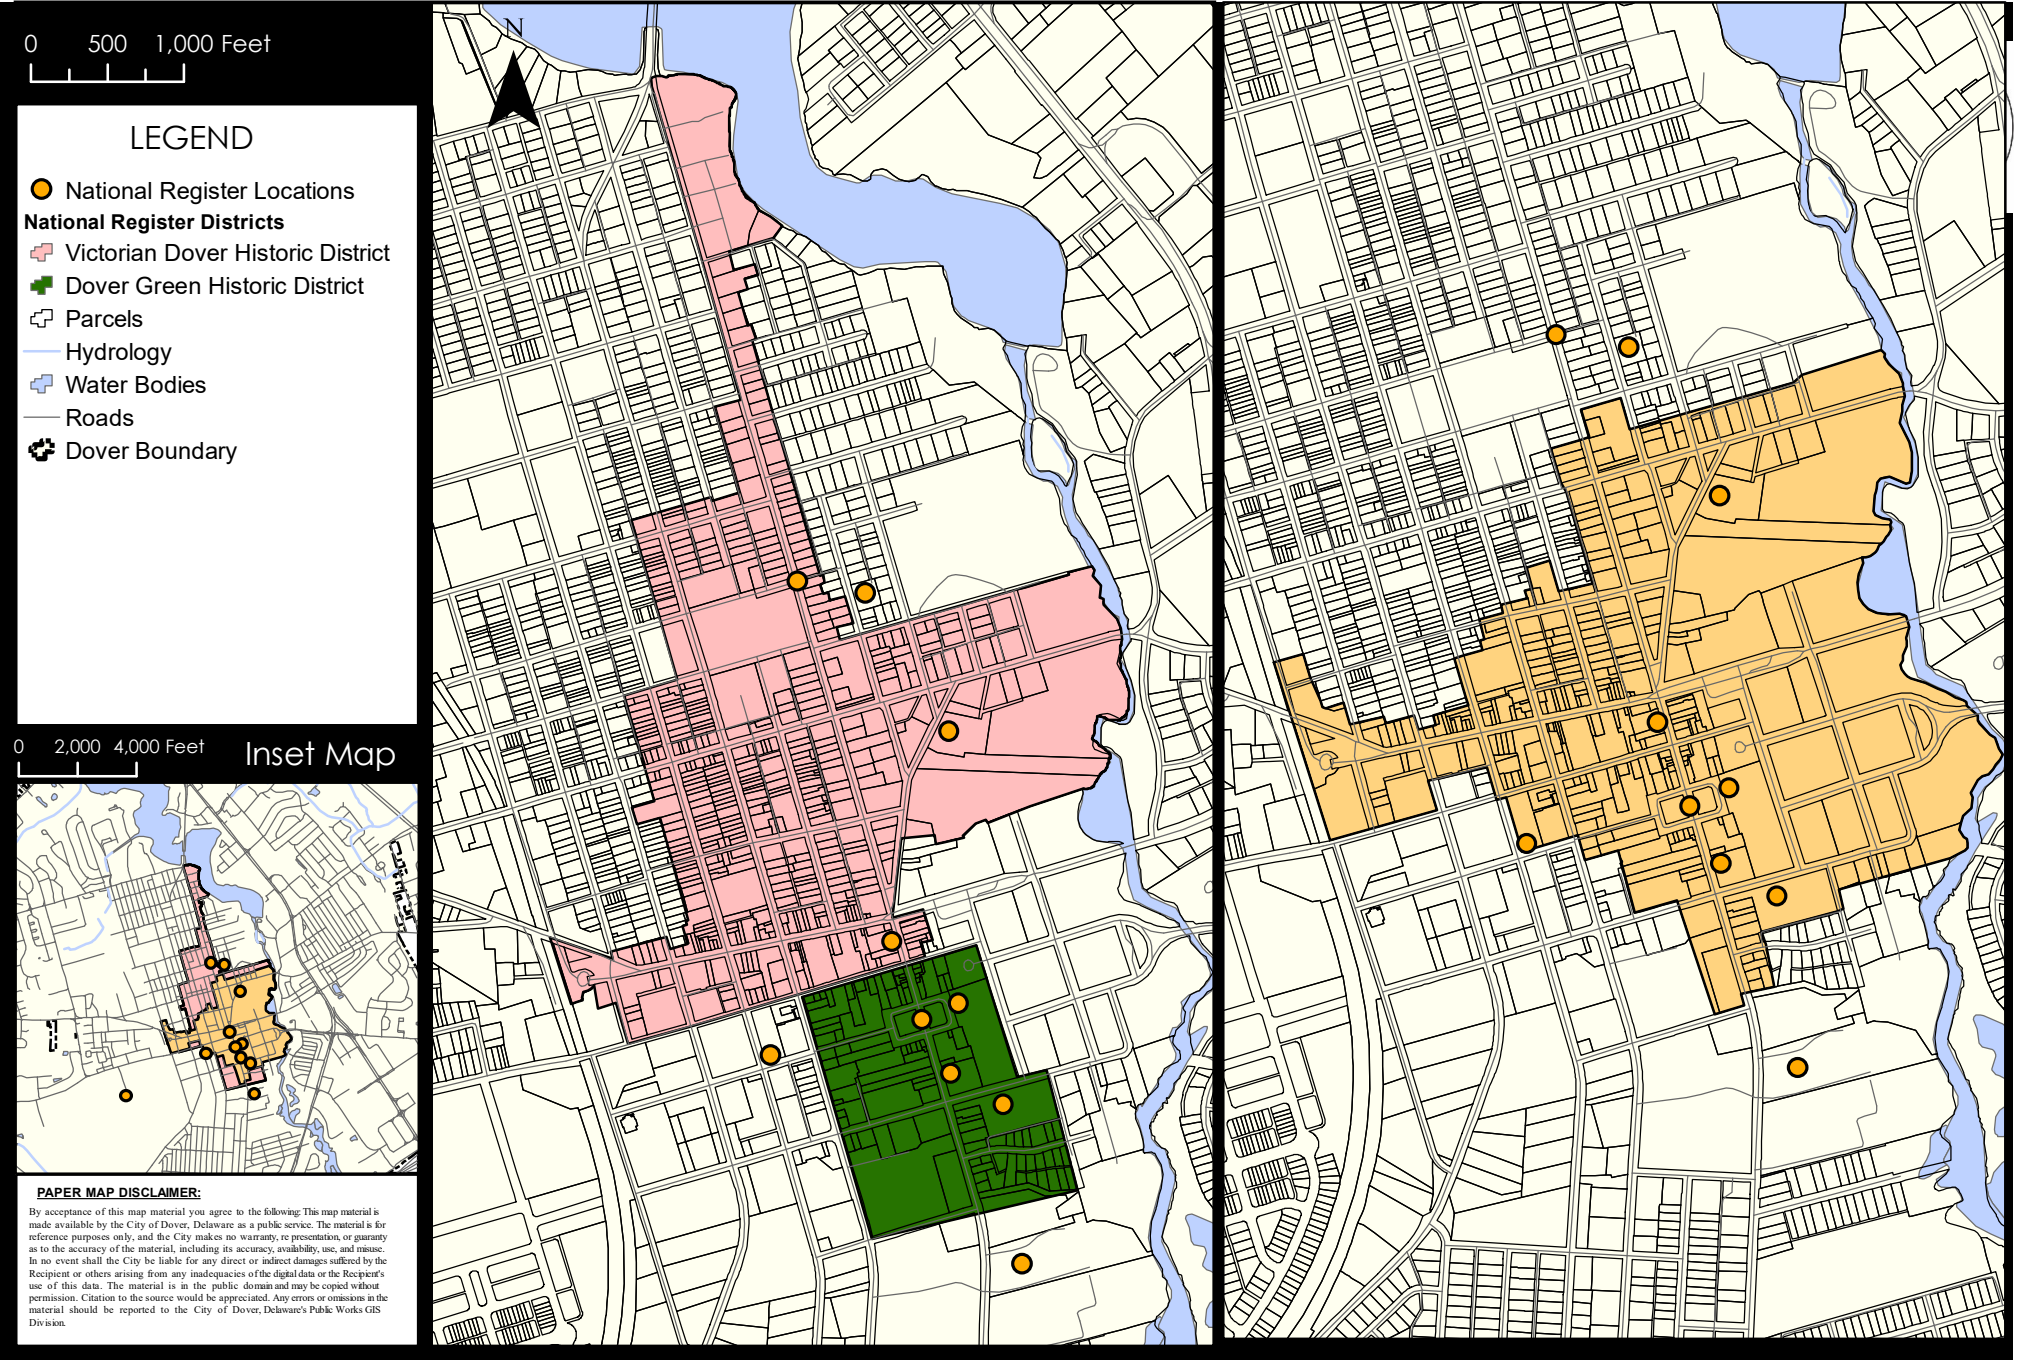 0 500 1,000 Feet
LEGEND
National Register Locations
National Register Districts
Victorian Dover Historic District
Dover Green Historic District
Parcels
Hydrology
Water Bodies
Roads
Dover Boundary
0 2,000 4,000 Feet
Inset Map
PAPER MAP DISCLAIMER:
By acceptance of this map material you agree to the following: This map material is
made available by the City of Dover, Delaware as a public service. The material is for
reference purposes only, and the City makes no warranty, re presentation, or guaranty
as to the accuracy of the material, including its accuracy, availability, use, and misuse.
In no event shall the City be liable for any direct or indirect damages suffered by the
Recipient or others arising from any inadequacies of the digital data or the Recipient's
use of this data. The material is in the public domain and may be copied without
permission. Citation to the source would be appreciated. Any errors or omissions in the
material should be reported to the City of Dover, Delaware's Public Works GIS
Division.
N